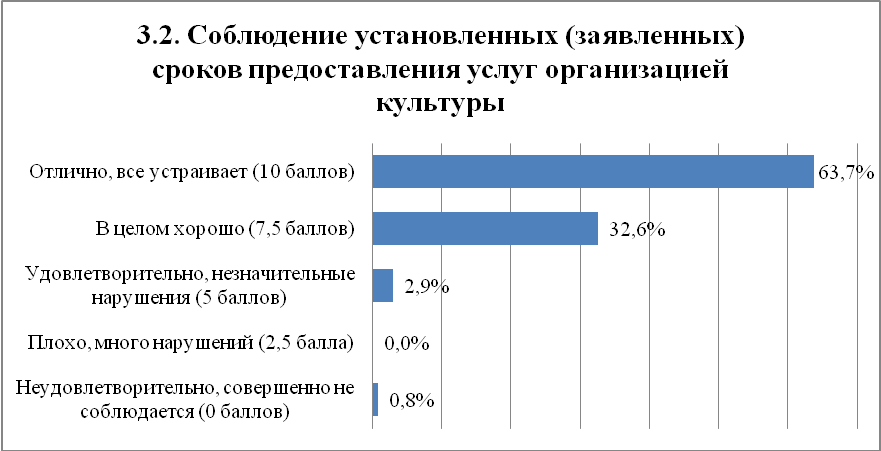 3.2. Соблюдение установленных (заявленных)
сроков предоставления услуг организацией
культуры
Отлично, все устраивает (10 баллов)
63,7%
В целом хорошо (7,5 баллов)
32,6%
Удовлетворительно, незначительные
нарушения (5 баллов)
2,9%
Плохо, много нарушений (2,5 балла)
0,0%
Неудовлетворительно, совершенно не
соблюдается (0 баллов)
0,8%